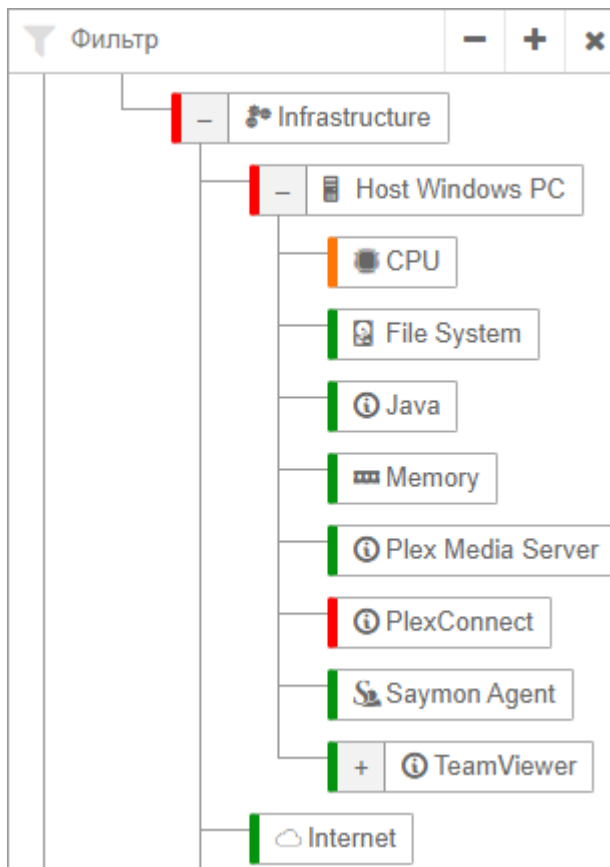 Фильтр
Infrastructure
Host Windows PC
CPU
File System
Java
Memory
Plex Media Server
PlexConnect
Saymon Agent
TeamViewer
Internet